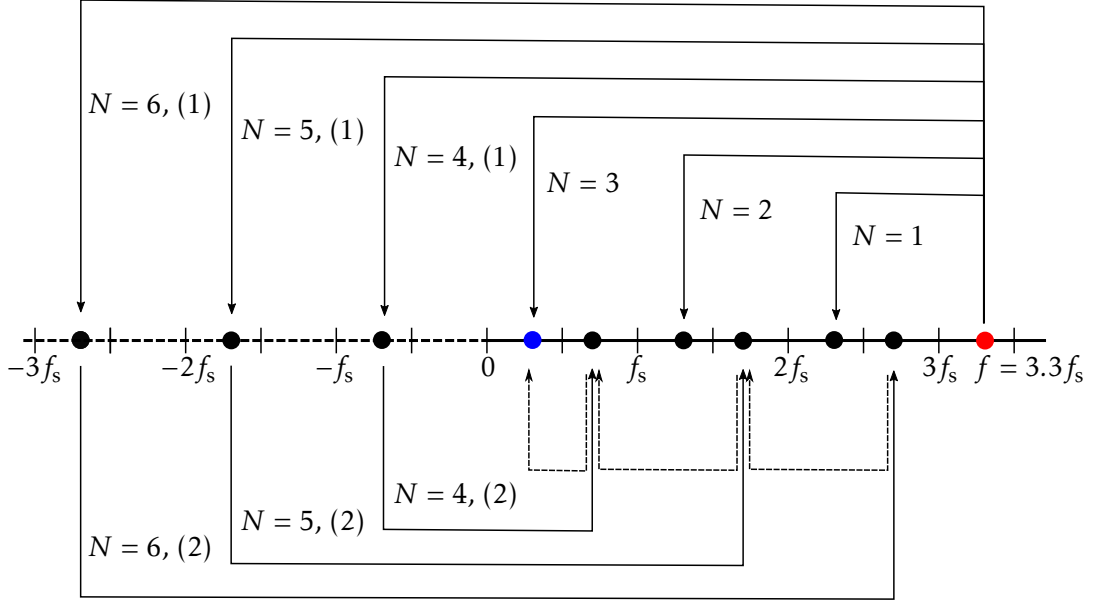 N = 6, (1)
N = 5, (1)
N = 4, (1)
N = 3
N = 2
N = 1
−3fₛ
−2fₛ
−fₛ
0
fₛ
2fₛ
3fₛ
f = 3.3fₛ
N = 4, (2)
N = 5, (2)
N = 6, (2)